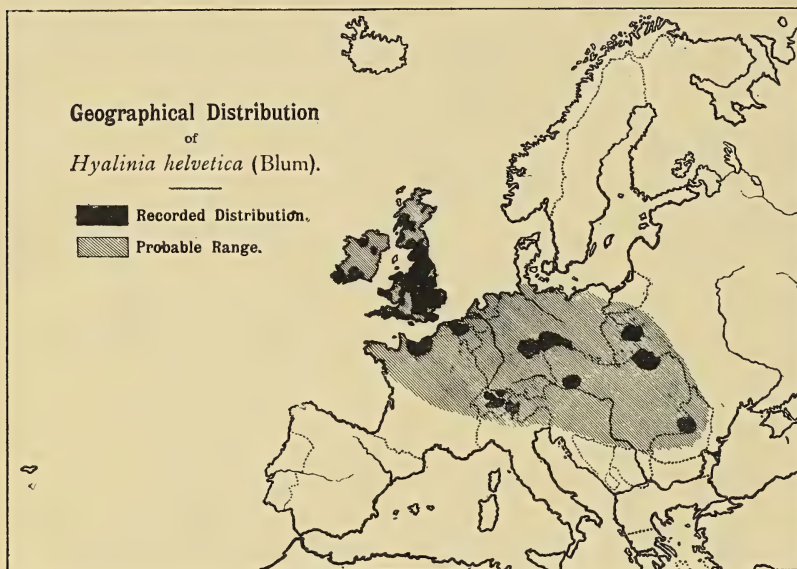 Geographical Distribution
of
Hyalinia helvetica (Blum).
Recorded Distribution.
Probable Range.